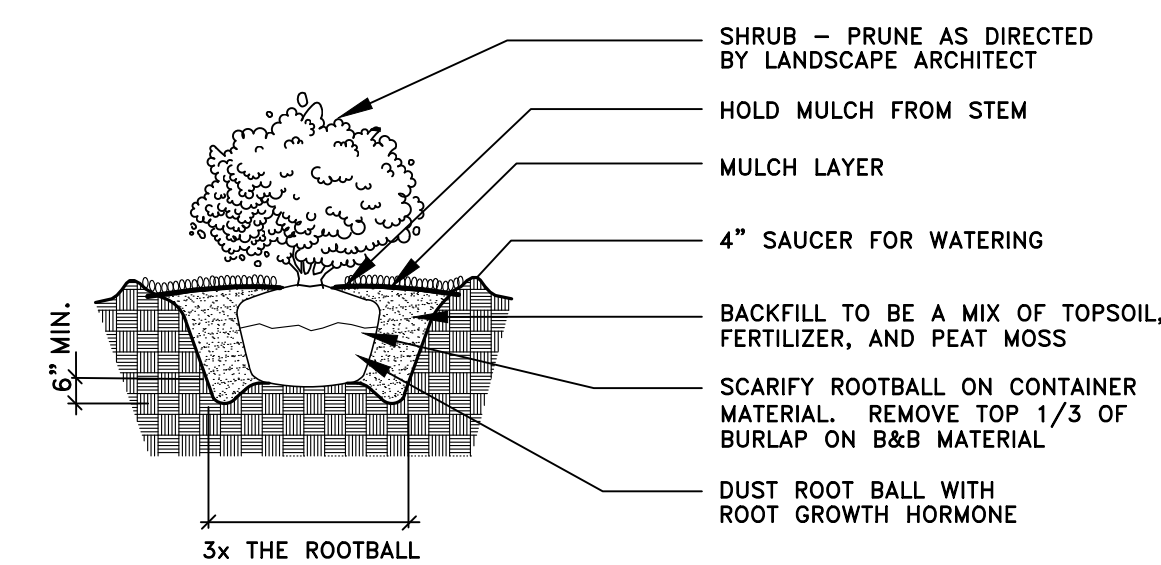 SHRUB – PRUNE AS DIRECTED
BY LANDSCAPE ARCHITECT
HOLD MULCH FROM STEM
MULCH LAYER
4” SAUCER FOR WATERING
BACKFILL TO BE A MIX OF TOPSOIL,
FERTILIZER, AND PEAT MOSS
SCARIFY ROOTBALL ON CONTAINER
MATERIAL.  REMOVE TOP 1/3 OF
BURLAP ON B&B MATERIAL
DUST ROOT BALL WITH
ROOT GROWTH HORMONE
6” MIN.
3x THE ROOTBALL